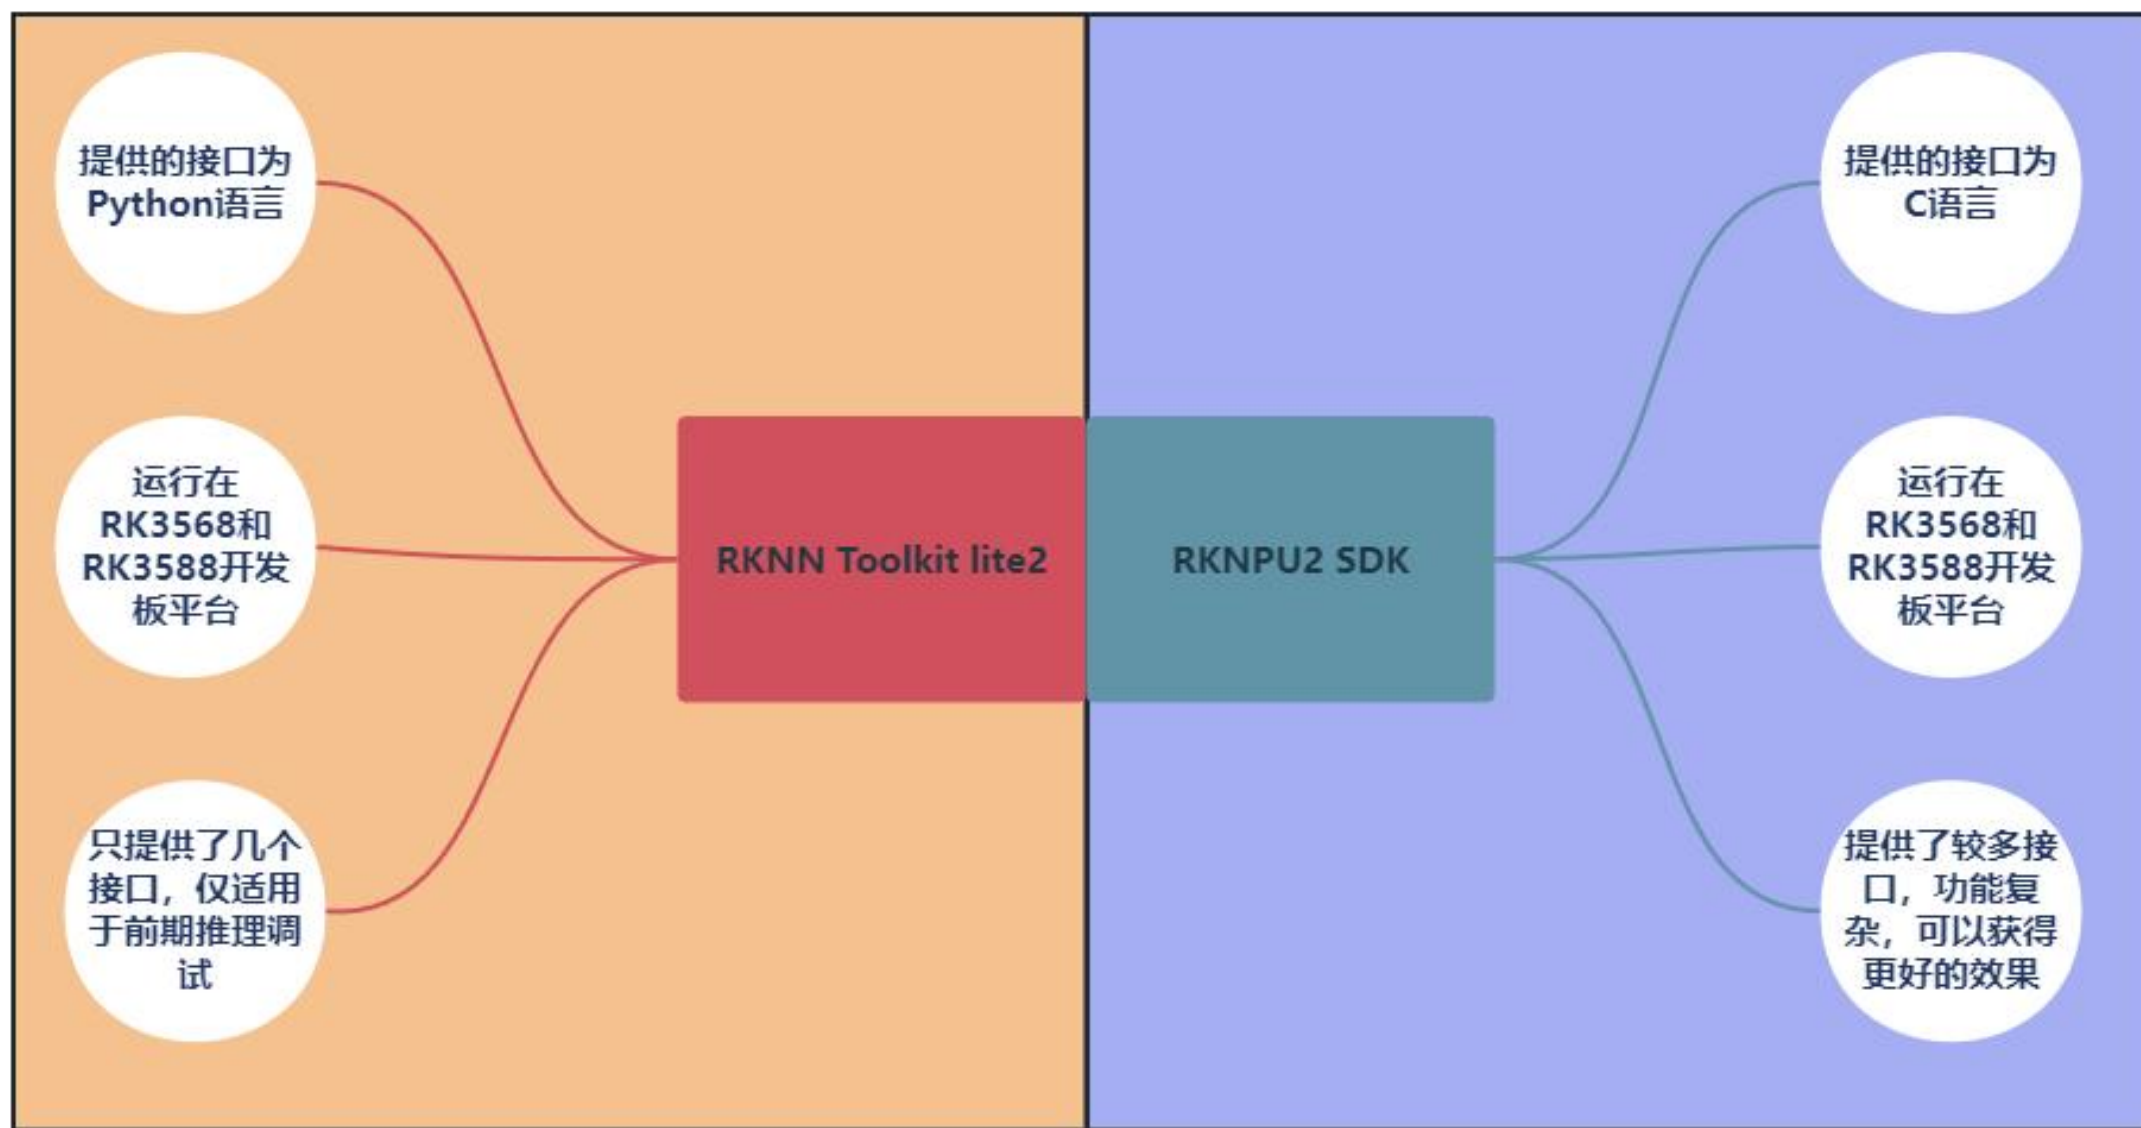 提供的接口为
Python语言
运行在
RK3568和
RK3588开发
板平台
只提供了几个
接口，仅适用
于前期推理调
试
RKNN Toolkit lite2
RKNPU2 SDK
提供的接口为
C语言
运行在
RK3568和
RK3588开发
板平台
提供了较多接
口，功能复
杂，可以获得
更好的效果